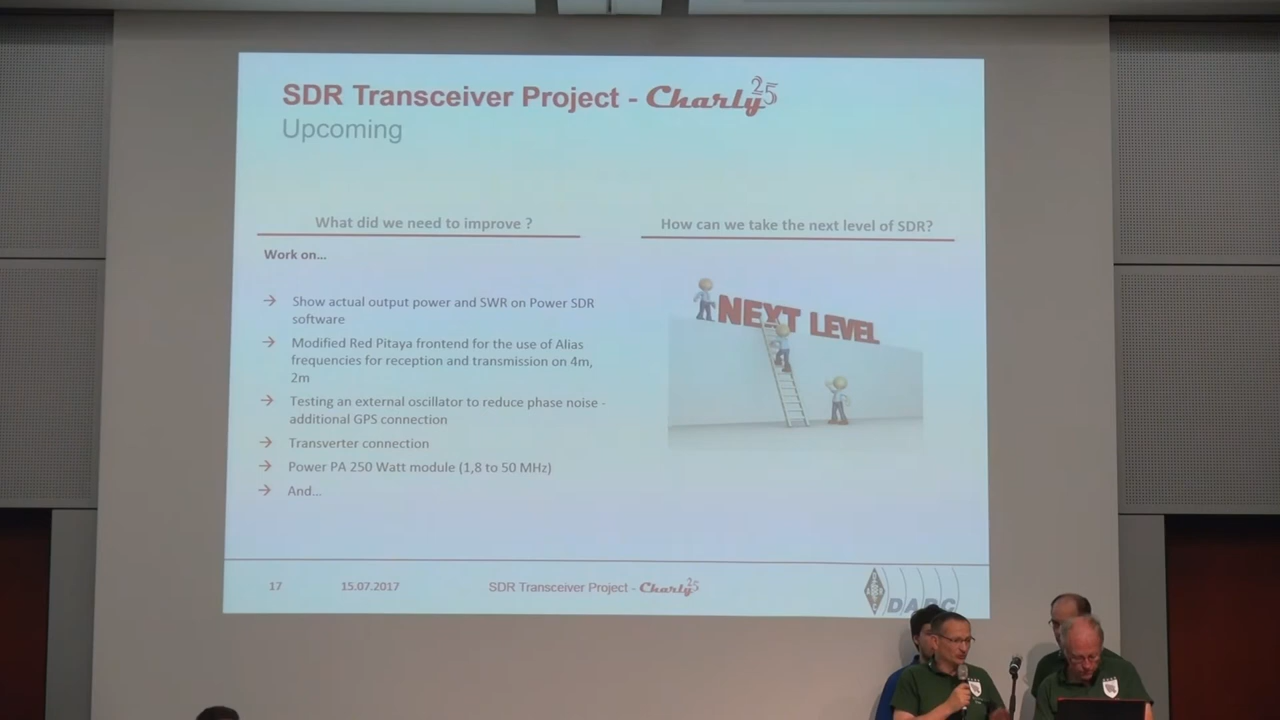 SDR Transceiver Project - Charly 25
Upcoming
What did we need to improve ?
Work on...
→ Show actual output power and SWR on Power SDR
software
→ Modified Red Pitaya frontend for the use of Alias
frequencies for reception and transmission on 4m,
2m
→ Testing an external oscillator to reduce phase noise -
additional GPS connection
→ Transverter connection
→ Power PA 250 Watt module (1,8 to 50 MHz)
→ And...
How can we take the next level of SDR?
NEXT LEVEL
17 15.07.2017 SDR Transceiver Project - Charly 25
DARC